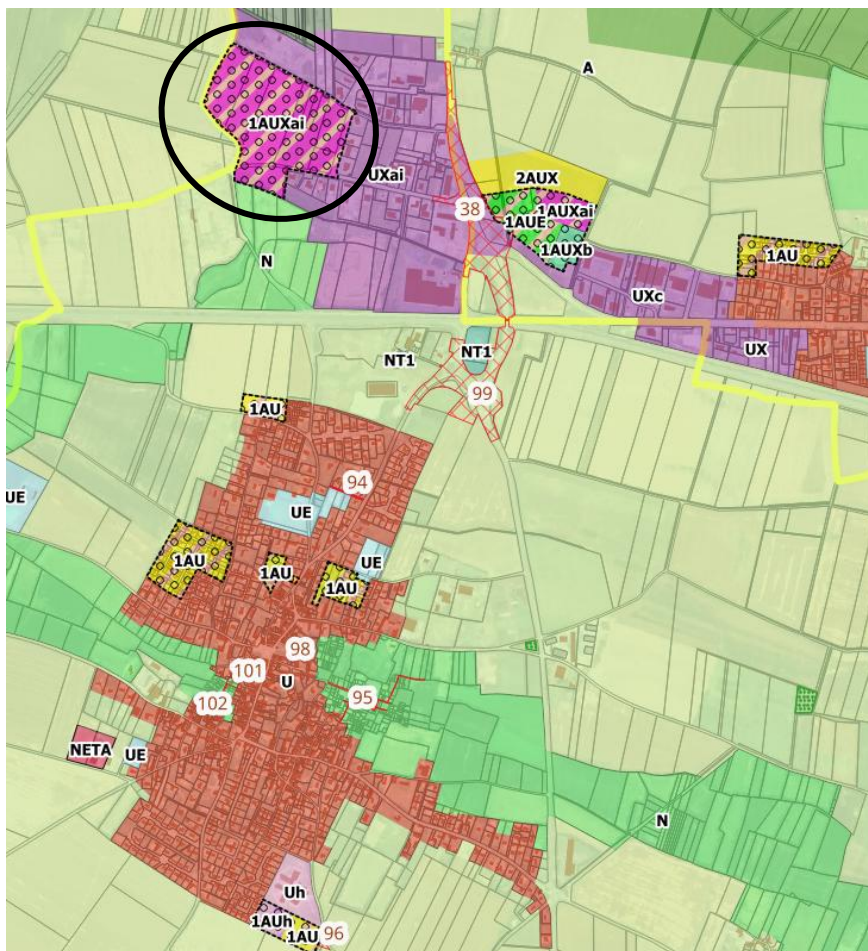 A
1AUXai
UXai
2AUX
38
1AUXai
1AUE
1AUXb
1AU
N
UXc
NT1
NT1
UX
99
1AU
94
UE
UE
UE
1AU
1AU
1AU
98
101
U
102
95
NETA
UE
N
Uh
1AUh
1AU
96